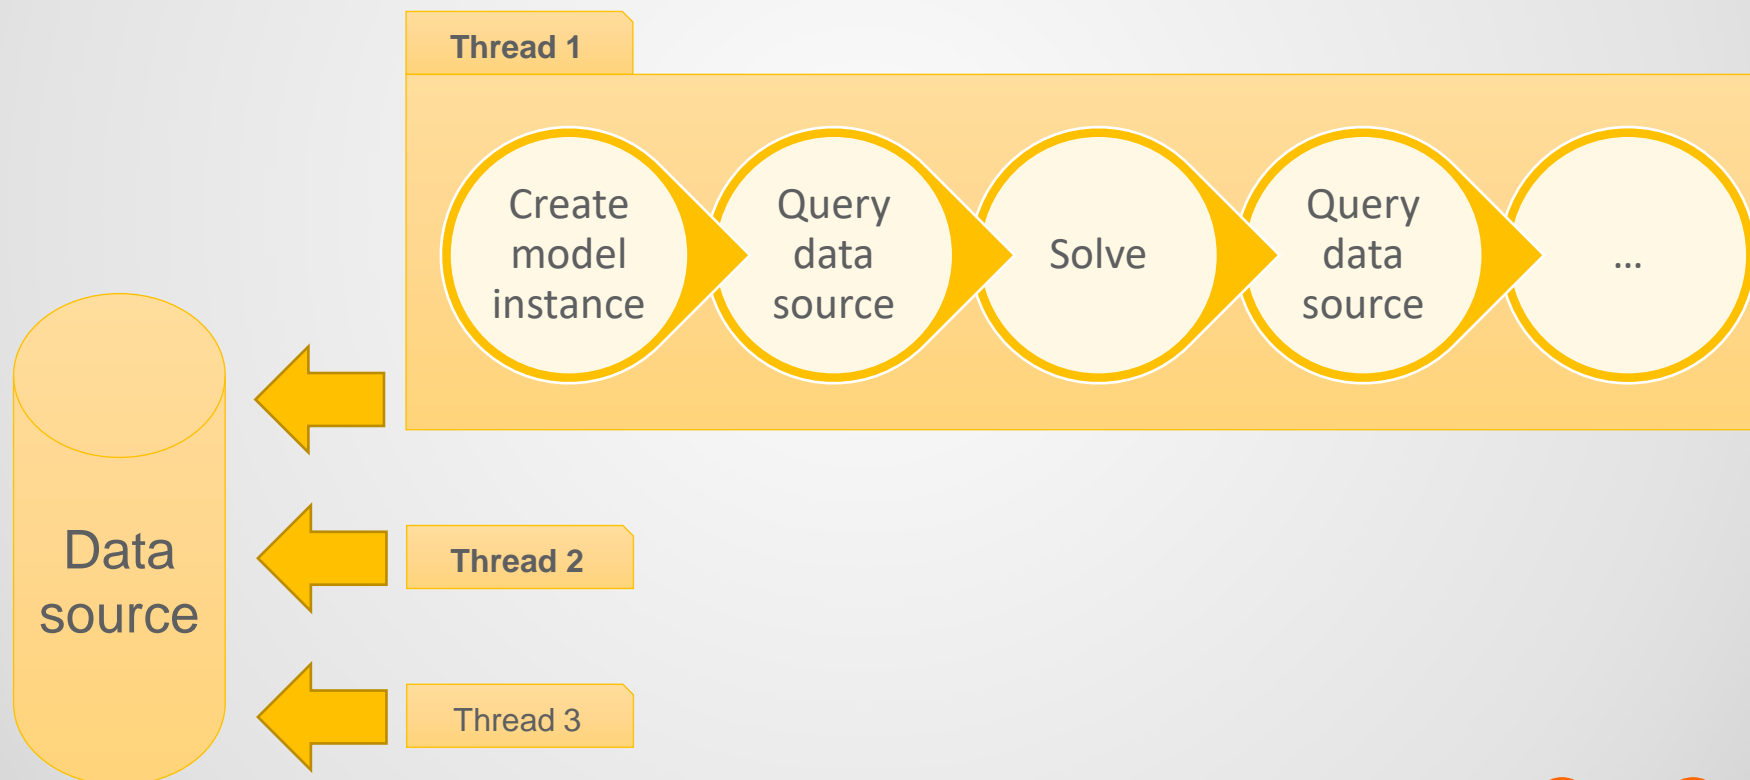 Thread 1
Create
model
instance
Query
data
source
Solve
Query
data
source
...
Data
source
Thread 2
Thread 3